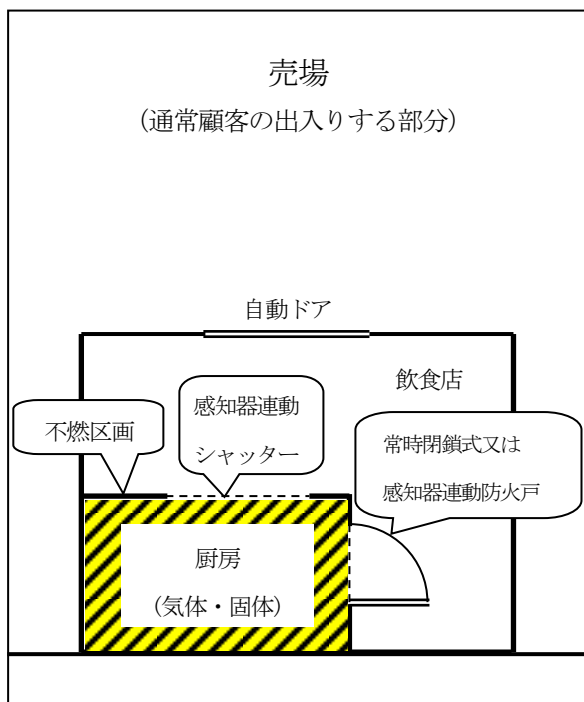 売場
(通常顧客の出入りする部分)
自動ドア
飲食店
感知器連動
シャッター
不燃区画
常時閉鎖式又は
感知器連動防火戸
厨房
(気体・固体)